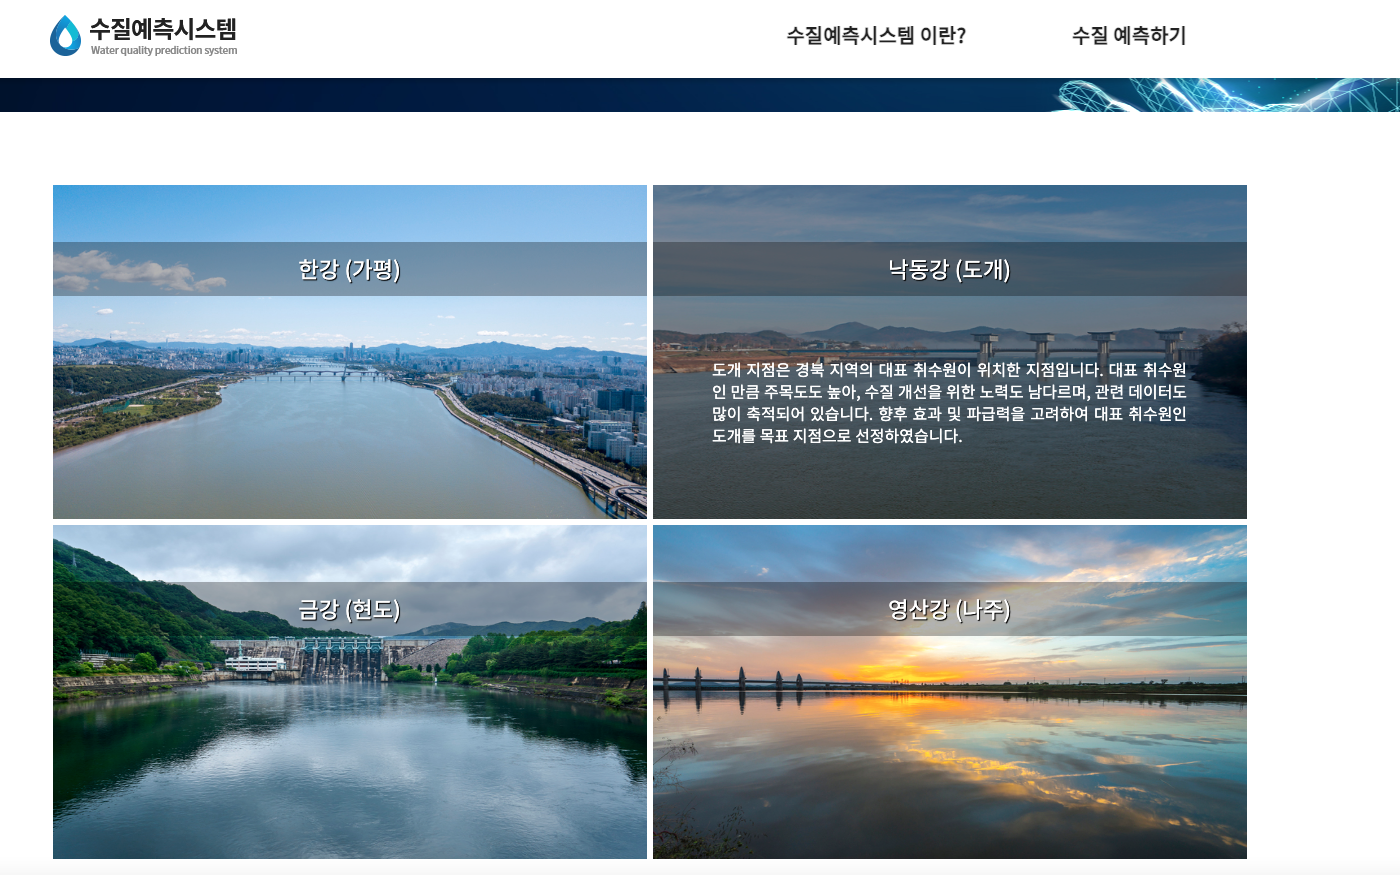 수질예측시스템
Water quality prediction system
수질예측시스템 이란?
수질 예측하기
한강 (가평)
낙동강 (도개)
도개 지점은 경북 지역의 대표 취수원이 위치한 지점입니다. 대표 취수원
인 만큼 주목도도 높아, 수질 개선을 위한 노력도 남다르며, 관련 데이터도
많이 축적되어 있습니다. 향후 효과 및 파급력을 고려하여 대표 취수원인
도개를 목표 지점으로 선정하였습니다.
금강 (현도)
영산강 (나주)